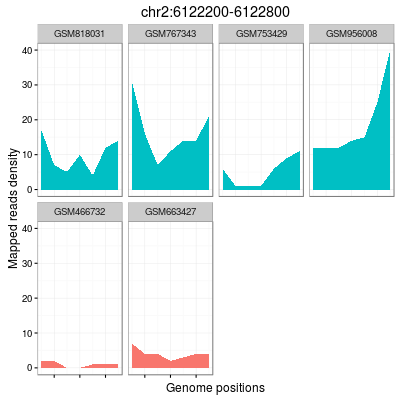 chr2:6122200-6122800
GSM818031 GSM767343 GSM753429 GSM956008
40
30
20
10
0
GSM466732 GSM663427
40
30
20
10
0
Mapped reads density
Genome positions